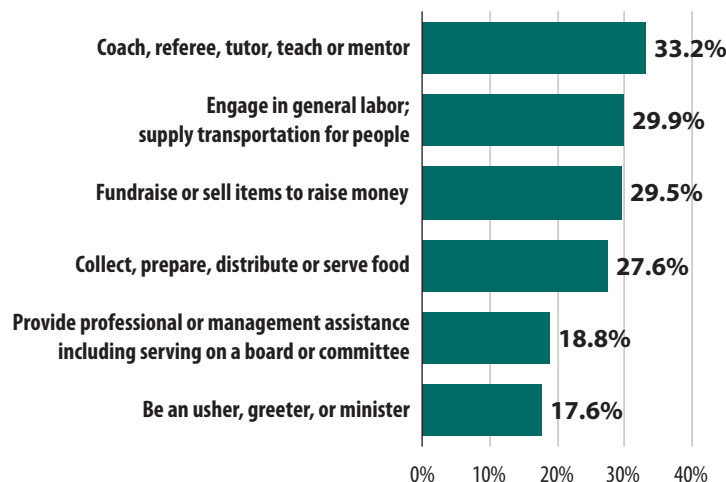 Coach, referee, tutor, teach or mentor
33.2%
Engage in general labor;
supply transportation for people
29.9%
Fundraise or sell items to raise money
29.5%
Collect, prepare, distribute or serve food
27.6%
Provide professional or management assistance
including serving on a board or committee
18.8%
Be an usher, greeter, or minister
17.6%
0% 10% 20% 30% 40%